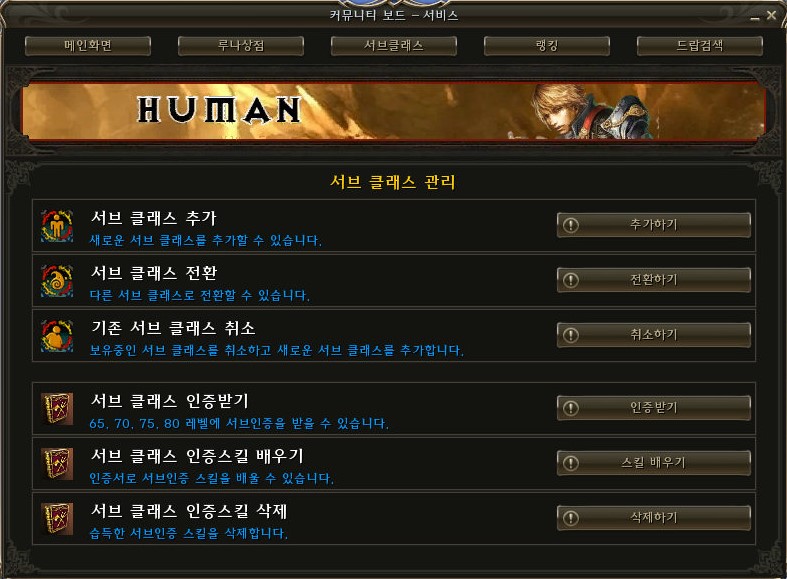 커뮤니티 보드 - 서비스
메인화면 루나상점 서브클래스 랭킹 드랍검색
HUMAN
서브 클래스 관리
서브 클래스 추가
새로운 서브 클래스를 추가할 수 있습니다.
추가하기
서브 클래스 전환
다른 서브 클래스로 전환할 수 있습니다.
전환하기
기존 서브 클래스 취소
보유중인 서브 클래스를 취소하고 새로운 서브 클래스를 추가합니다.
취소하기
서브 클래스 인증받기
65, 70, 75, 80 레벨에 서브인증을 받을 수 있습니다.
인증받기
서브 클래스 인증스킬 배우기
인증서로 서브인증 스킬을 배울 수 있습니다.
스킬 배우기
서브 클래스 인증스킬 삭제
습득한 서브인증 스킬을 삭제합니다.
삭제하기